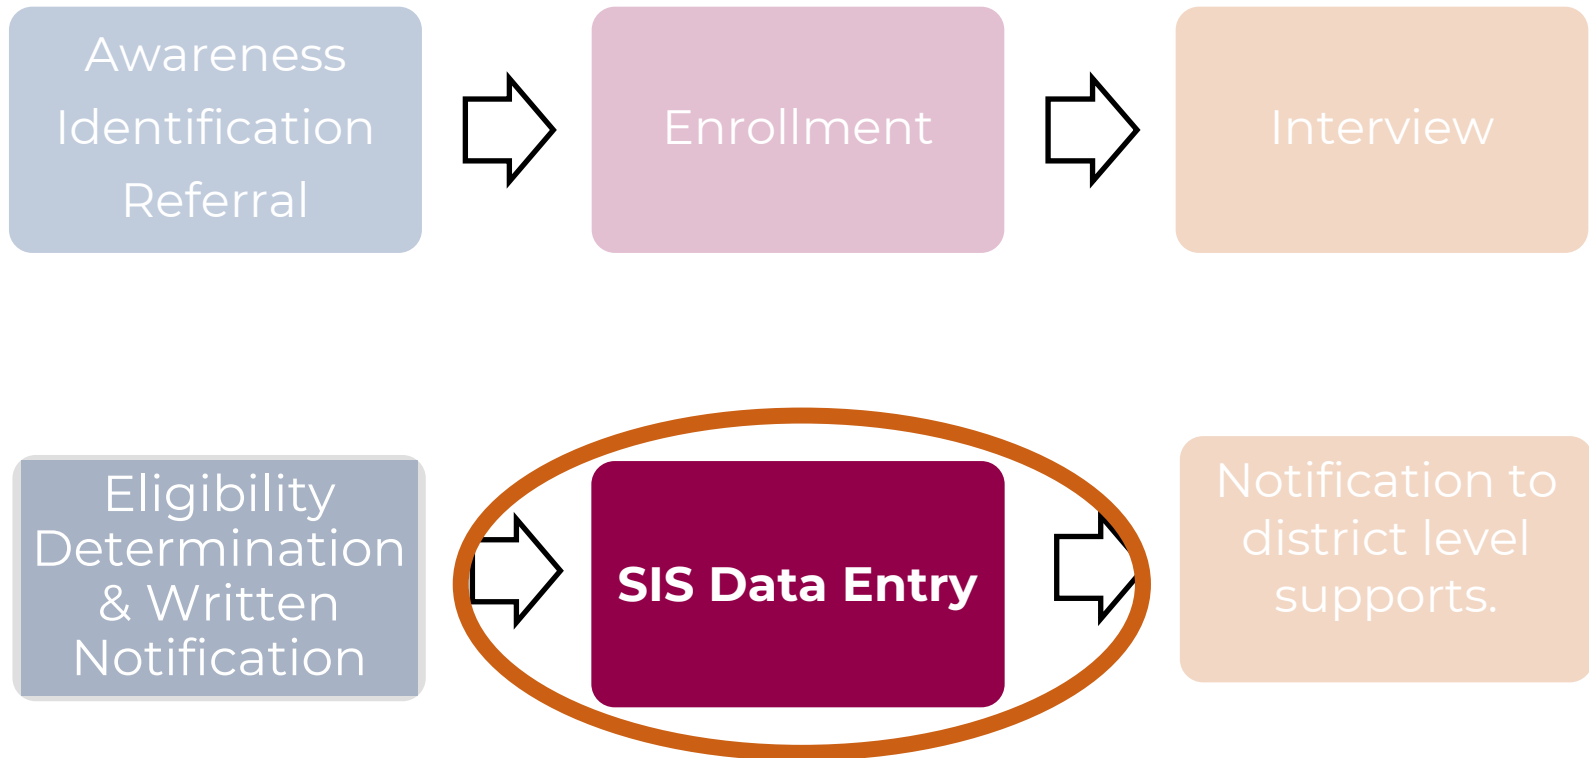 Awareness
Identification
Referral
Enrollment
Interview
Eligibility
Determination
& Written
Notification
SIS Data Entry
Notification to
district level
supports.